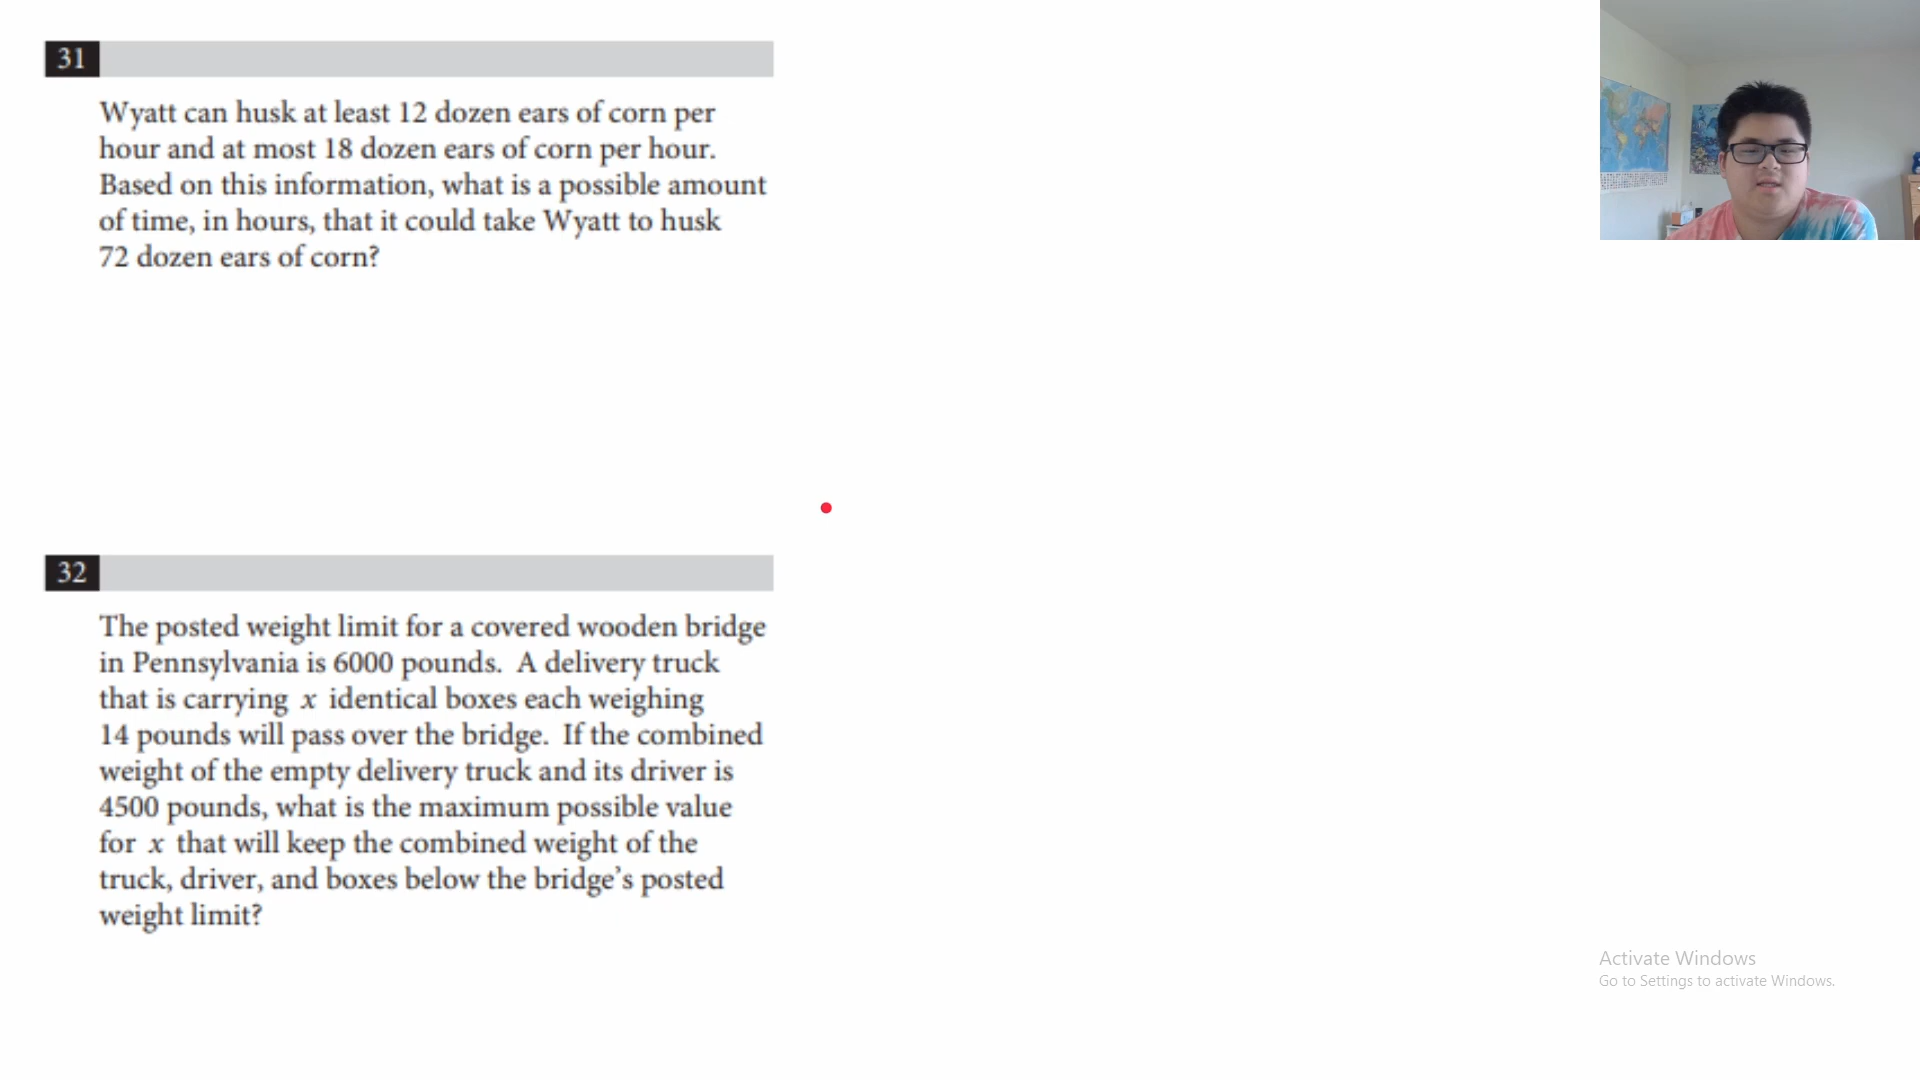 31
Wyatt can husk at least 12 dozen ears of corn per
hour and at most 18 dozen ears of corn per hour.
Based on this information, what is a possible amount
of time, in hours, that it could take Wyatt to husk
72 dozen ears of corn?
32
The posted weight limit for a covered wooden bridge
in Pennsylvania is 6000 pounds. A delivery truck
that is carrying x identical boxes each weighing
14 pounds will pass over the bridge. If the combined
weight of the empty delivery truck and its driver is
4500 pounds, what is the maximum possible value
for x that will keep the combined weight of the
truck, driver, and boxes below the bridge’s posted
weight limit?
Activate Windows
Go to Settings to activate Windows.